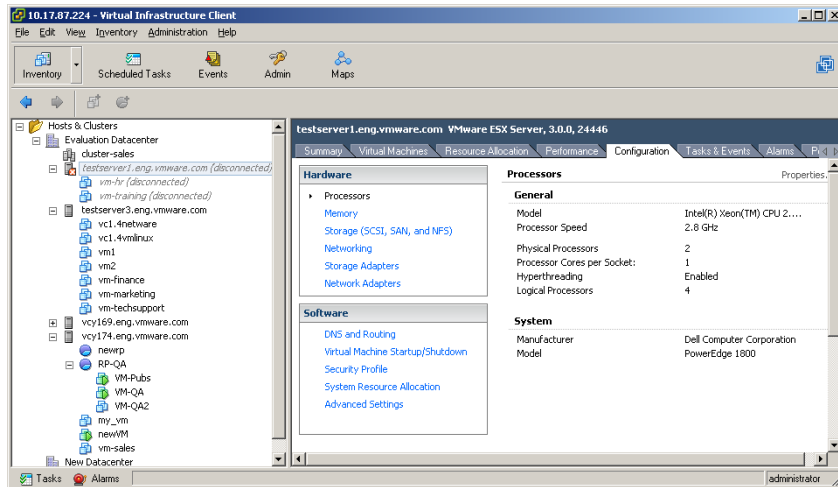 10.17.87.224 - Virtual Infrastructure Client
File Edit View Inventory Administration Help
Inventory Scheduled Tasks Events Admin Maps
Hosts & Clusters
Evaluation Datacenter
cluster-sales
testserver1.eng.vmware.com (disconnected)
vm-hr (disconnected)
vm-training (disconnected)
testserver3.eng.vmware.com
vc1.4netware
vc1.4vmlinux
vm1
vm2
vm-finance
vm-marketing
vm-techsupport
vcy169.eng.vmware.com
vcy174.eng.vmware.com
newrp
RP-QA
VM-Pubs
VM-QA
VM-QA2
my_vm
newVM
vm-sales
New Datacenter
testserver1.eng.vmware.com VMware ESX Server, 3.0.0, 24446
Summary Virtual Machines Resource Allocation Performance Configuration Tasks & Events Alarms
Hardware
Processors
Memory
Storage (SCSI, SAN, and NFS)
Networking
Storage Adapters
Network Adapters
Software
DNS and Routing
Virtual Machine Startup/Shutdown
Security Profile
System Resource Allocation
Advanced Settings
Processors Properties.
General
Model Intel(R) Xeon(TM) CPU 2....
Processor Speed 2.8 GHz
Physical Processors 2
Processor Cores per Socket: 1
Hyperthreading Enabled
Logical Processors 4
System
Manufacturer Dell Computer Corporation
Model PowerEdge 1800
Tasks Alarms administrator